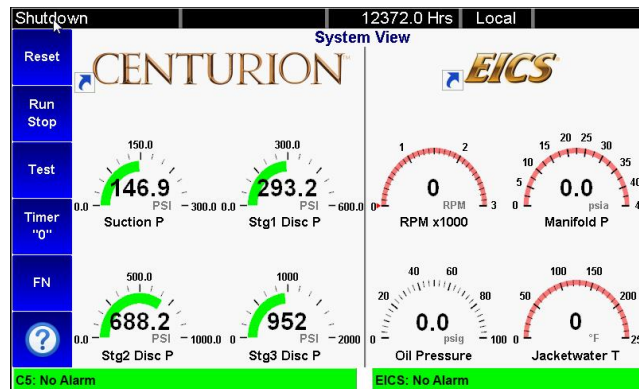 Shutdown 12372.0 Hrs Local
System View
Reset
CENTURION EICS
Run
Stop
150.0 300.0
146.9 293.2
PSI PSI
0.0 300.0 0.0 600.0
Suction P Stg1 Disc P
1 2
0
RPM
0 3
RPM x1000
0 5 10 15 20 25 30 35 40
0.0
psia
Manifold P
Test
Timer
"0"
FN
500.0 1000
688.2 952
PSI PSI
0.0 1000.0 0 2000
Stg2 Disc P Stg3 Disc P
0 20 40 60 80 100
0.0
psig
Oil Pressure
0 50 100 150 200
0
°F
Jacketwater T
?
C5: No Alarm EICS: No Alarm